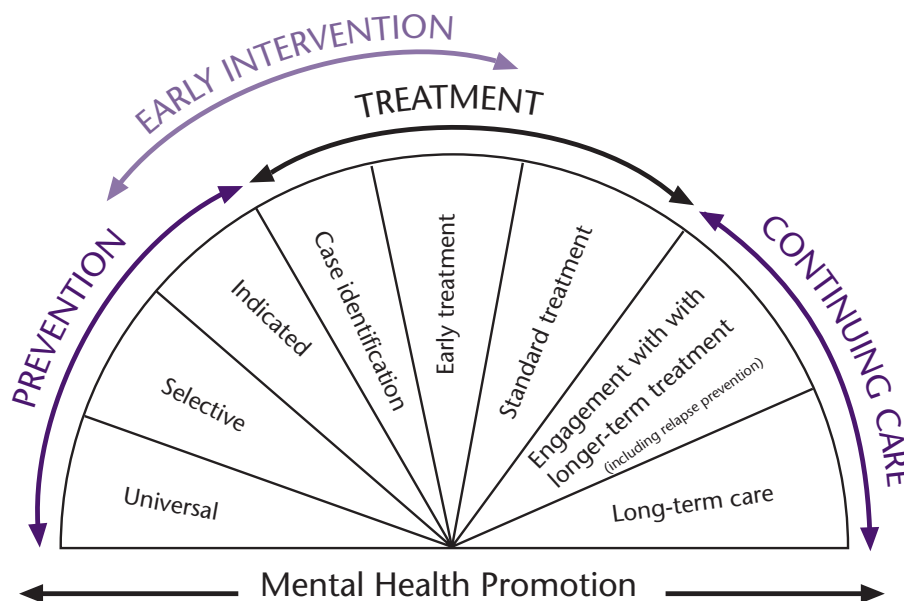 EARLY INTERVENTION
TREATMENT
PREVENTION
CONTINUING CARE
Universal
Selective
Indicated
Case identification
Early treatment
Standard treatment
Engagement with with
longer-term treatment
(including relapse prevention)
Long-term care
Mental Health Promotion